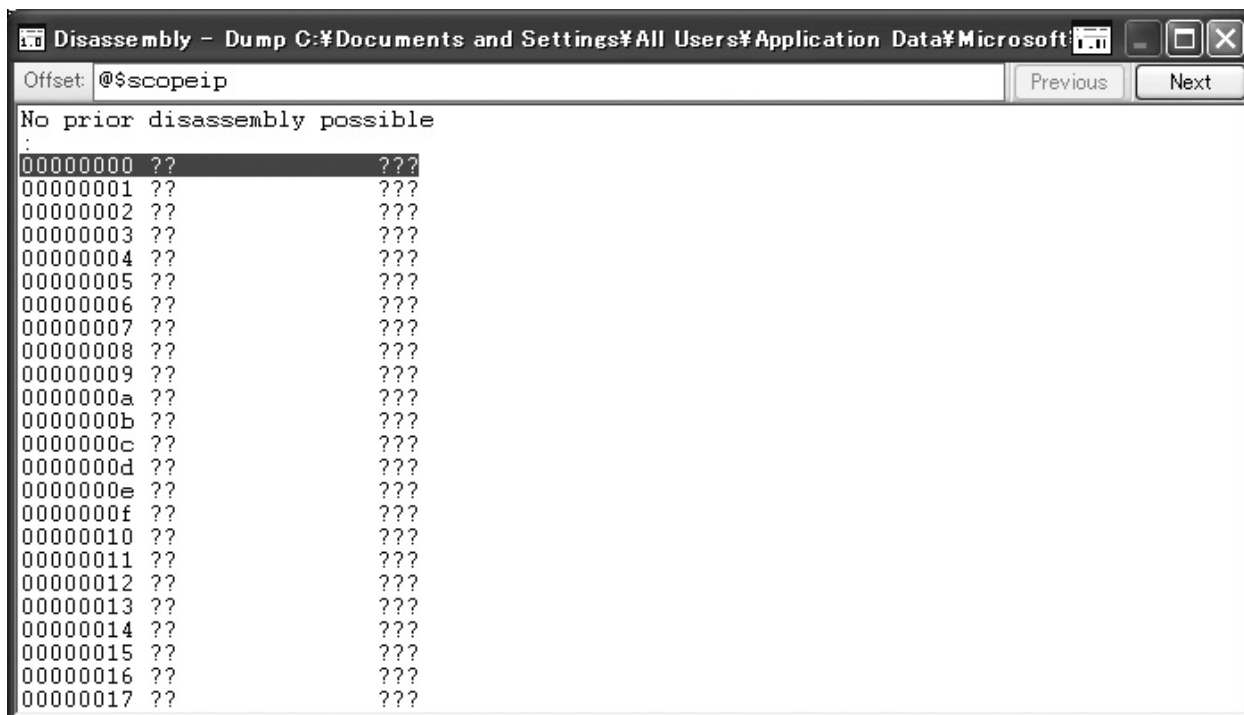 Disassembly - Dump C:¥Documents and Settings¥All Users¥Application Data¥Microsoft¥
Offset: @$scopeip Previous Next
No prior disassembly possible
:
00000000 ?? ???
00000001 ?? ???
00000002 ?? ???
00000003 ?? ???
00000004 ?? ???
00000005 ?? ???
00000006 ?? ???
00000007 ?? ???
00000008 ?? ???
00000009 ?? ???
0000000a ?? ???
0000000b ?? ???
0000000c ?? ???
0000000d ?? ???
0000000e ?? ???
0000000f ?? ???
00000010 ?? ???
00000011 ?? ???
00000012 ?? ???
00000013 ?? ???
00000014 ?? ???
00000015 ?? ???
00000016 ?? ???
00000017 ?? ???